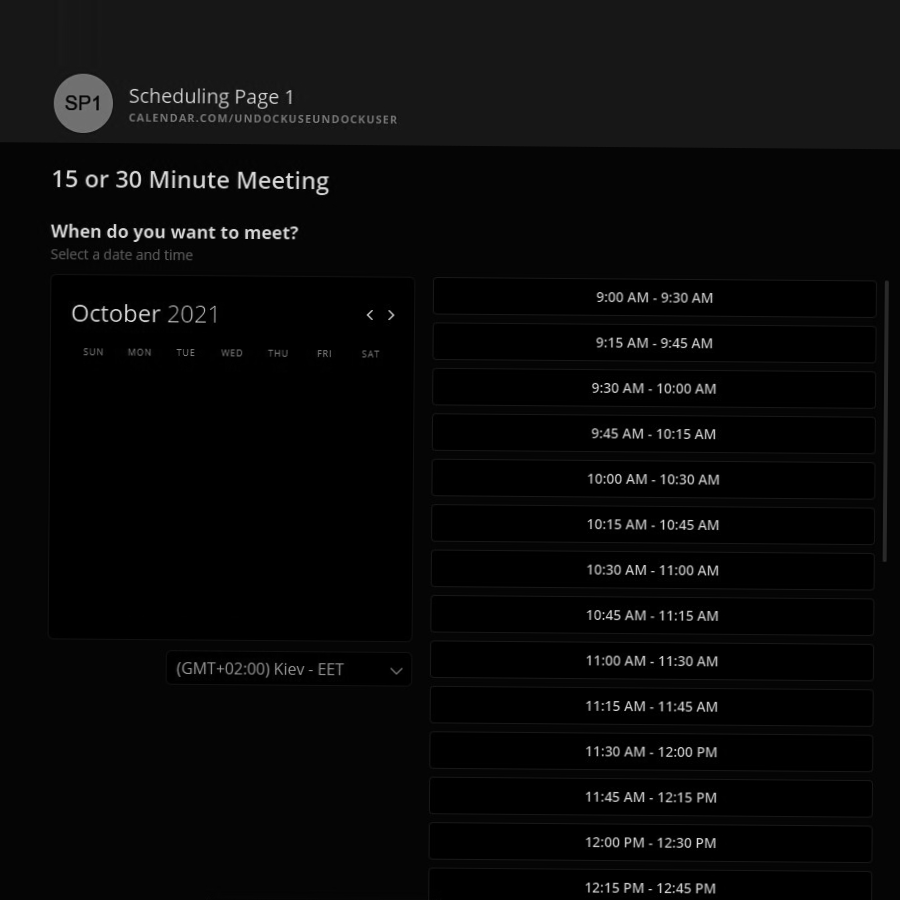 SP1
Scheduling Page 1
CALENDAR.COM/UNDOCKUSEUNDOCKUSER
15 or 30 Minute Meeting
When do you want to meet?
Select a date and time
October 2021
SUN MON TUE WED THU FRI SAT
(GMT+02:00) Kiev - EET
9:00 AM - 9:30 AM
9:15 AM - 9:45 AM
9:30 AM - 10:00 AM
9:45 AM - 10:15 AM
10:00 AM - 10:30 AM
10:15 AM - 10:45 AM
10:30 AM - 11:00 AM
10:45 AM - 11:15 AM
11:00 AM - 11:30 AM
11:15 AM - 11:45 AM
11:30 AM - 12:00 PM
11:45 AM - 12:15 PM
12:00 PM - 12:30 PM
12:15 PM - 12:45 PM